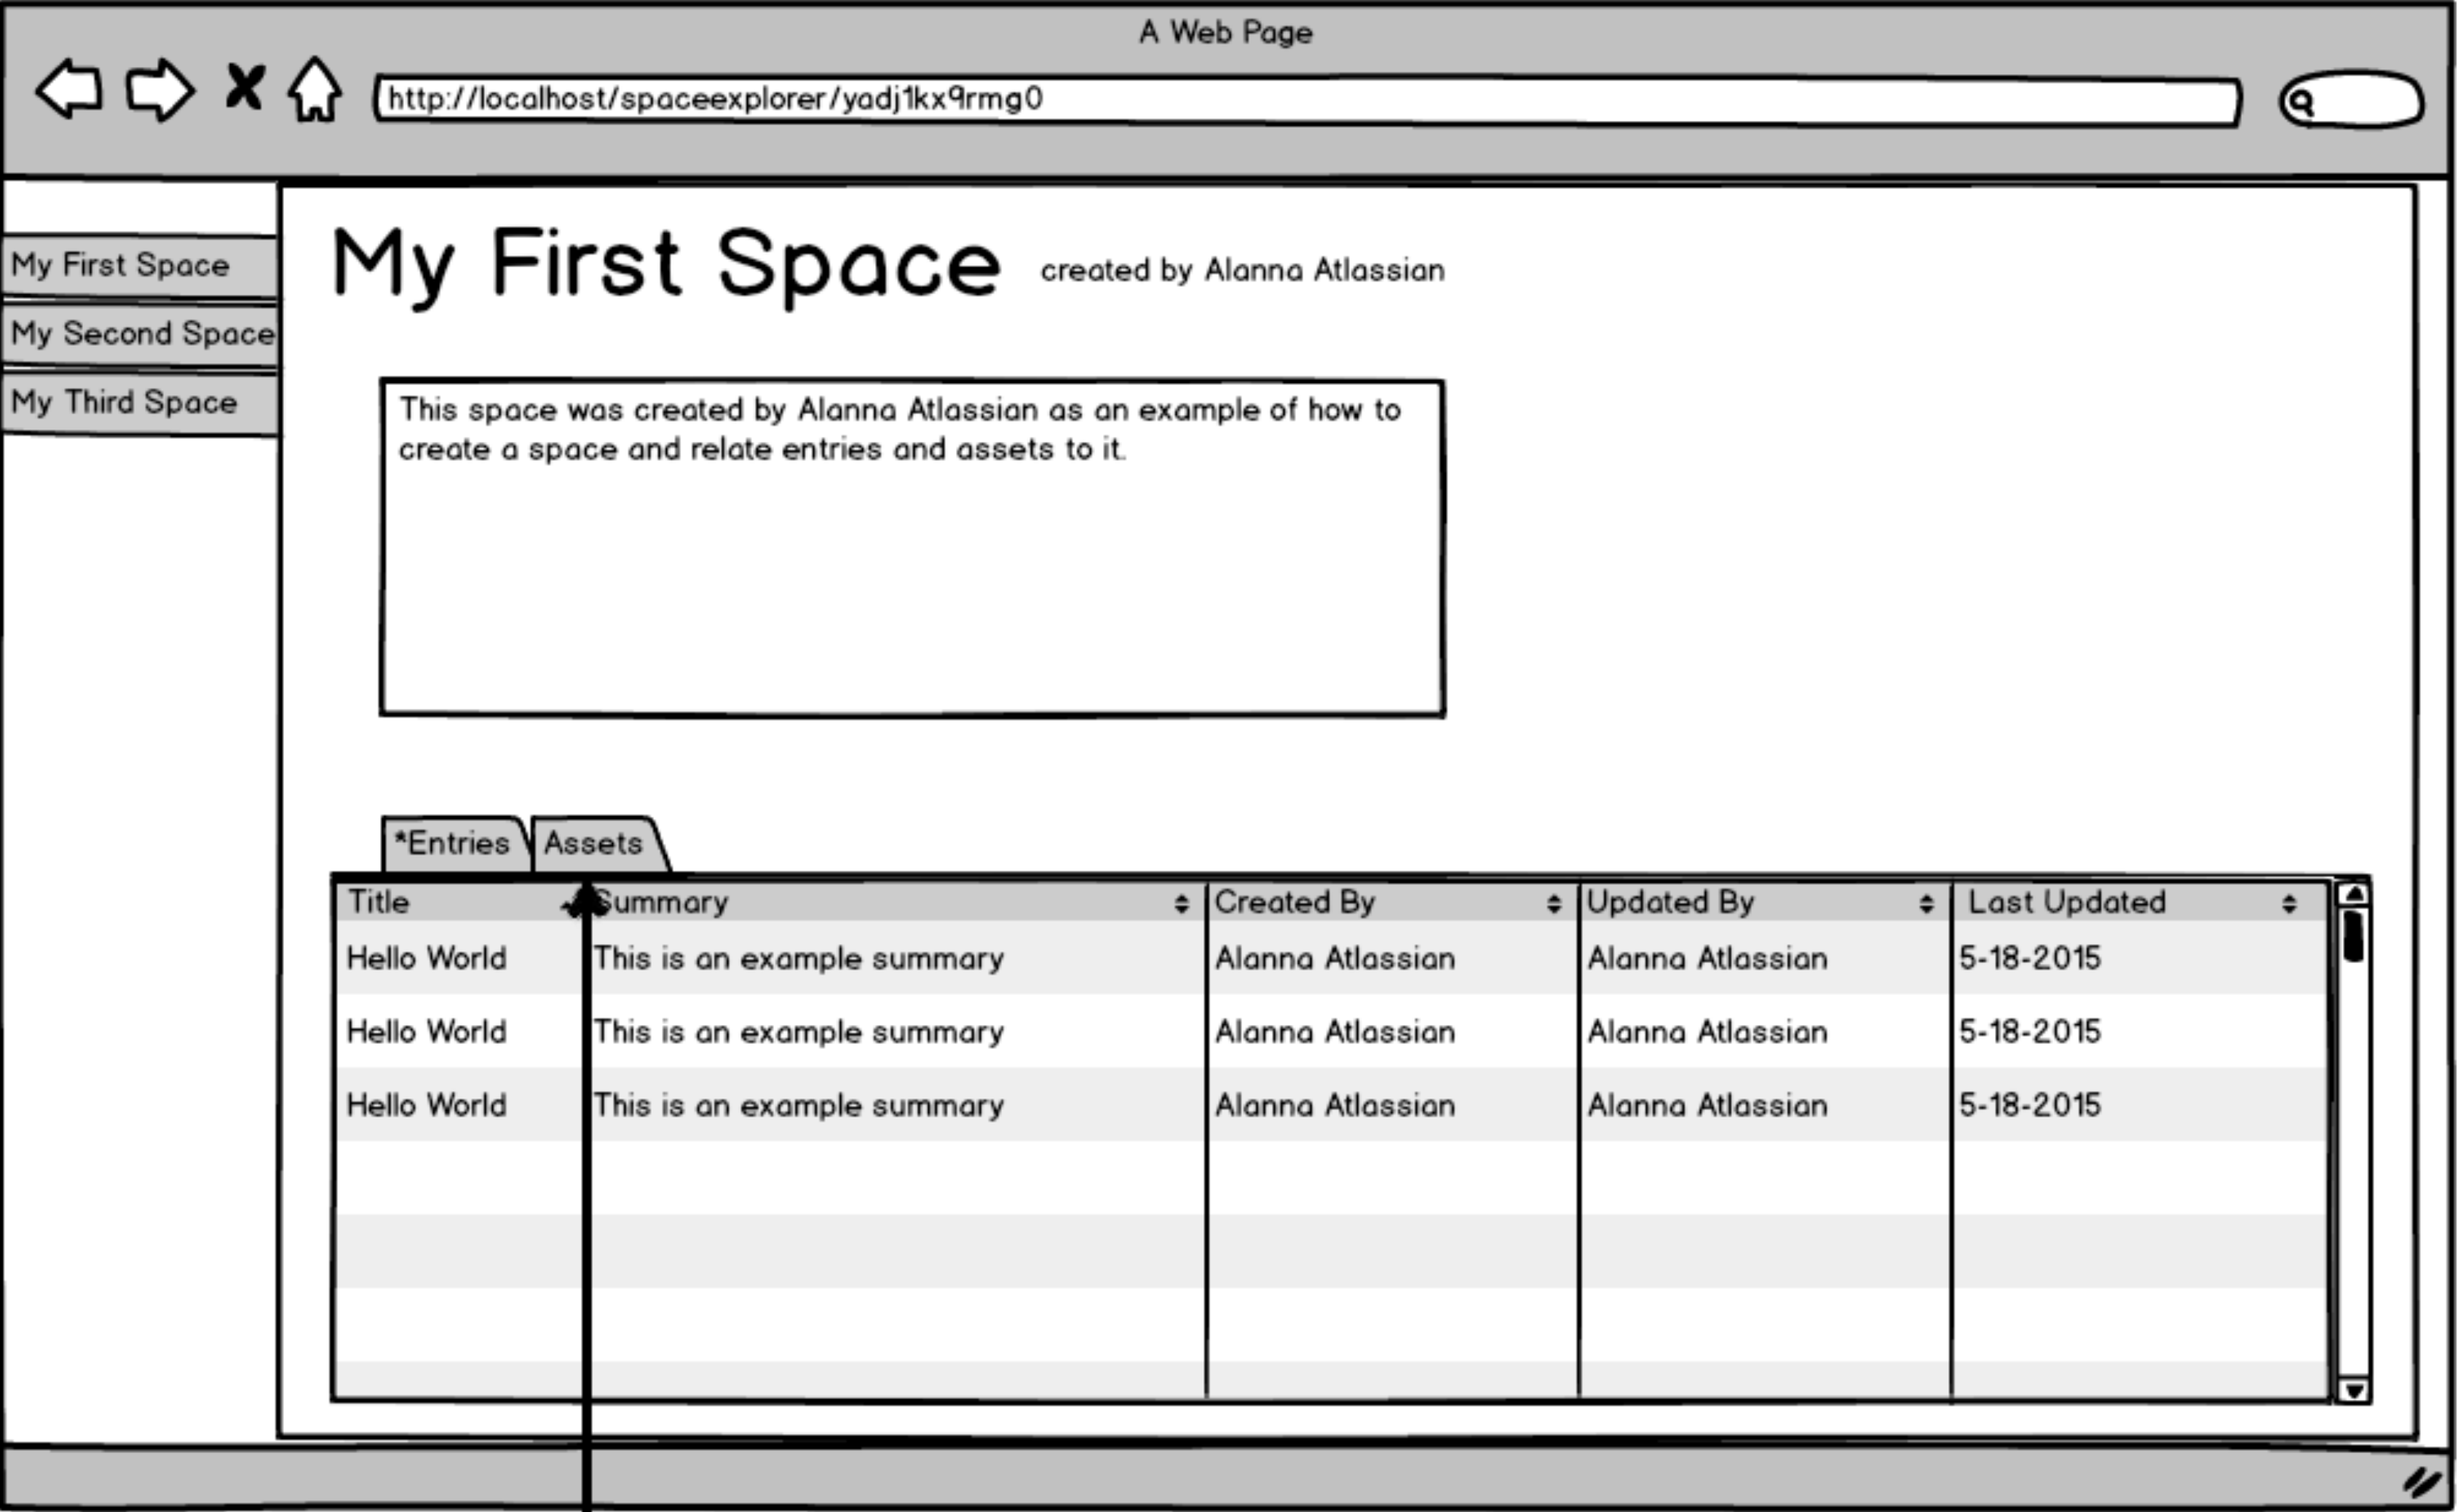 A Web Page
http://localhost/spaceexplorer/yadj1kx9rmg0
My First Space
My Second Space
My Third Space
My First Space created by Alanna Atlassian
This space was created by Alanna Atlassian as an example of how to
create a space and relate entries and assets to it.
*Entries Assets
Title Summary Created By Updated By Last Updated
Hello World This is an example summary Alanna Atlassian Alanna Atlassian 5-18-2015
Hello World This is an example summary Alanna Atlassian Alanna Atlassian 5-18-2015
Hello World This is an example summary Alanna Atlassian Alanna Atlassian 5-18-2015